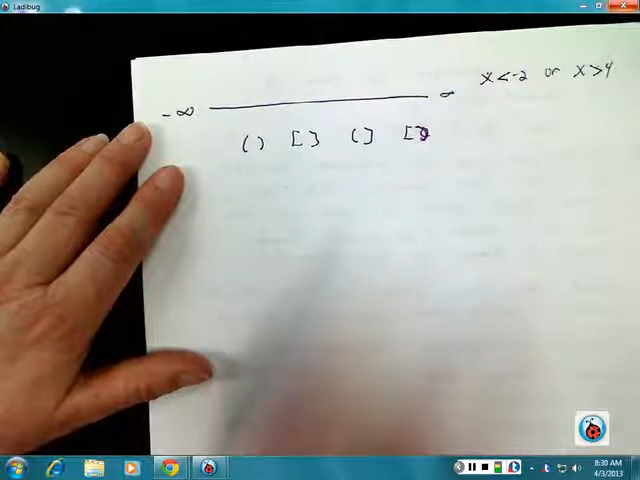 Ladibug
x < -2 or x > 4
-∞ ∞
( ) [ ] ( ] [ )
8:30 AM
4/3/2013